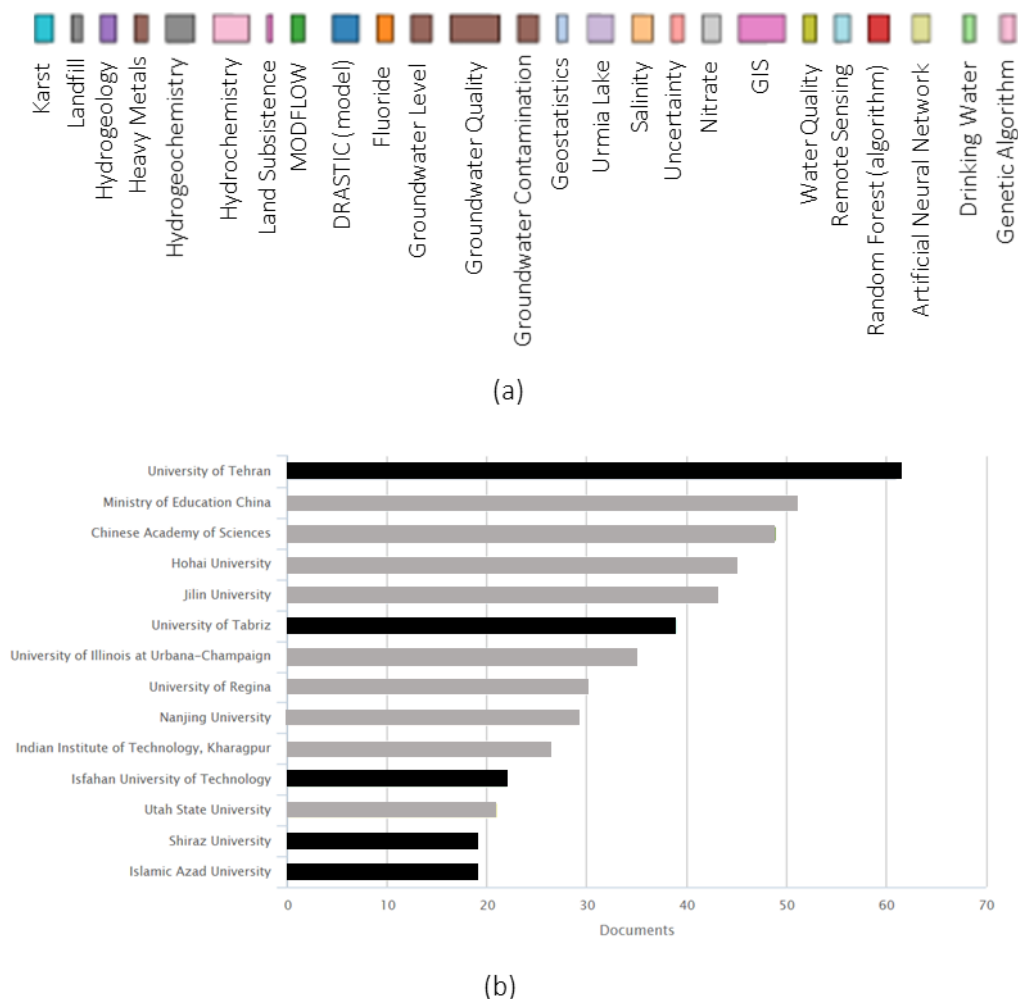 Karst
Landfill
Hydrogeology
Heavy Metals
Hydrogeochemistry
Hydrochemistry
Land Subsistence
MODFLOW
DRASTIC (model)
Fluoride
Groundwater Level
Groundwater Quality
Groundwater Contamination
Geostatistics
Urmia Lake
Salinity
Uncertainty
Nitrate
GIS
Water Quality
Remote Sensing
Random Forest (algorithm)
Artificial Neural Network
Drinking Water
Genetic Algorithm
(a)
University of Tehran
Ministry of Education China
Chinese Academy of Sciences
Hohai University
Jilin University
University of Tabriz
University of Illinois at Urbana-Champaign
University of Regina
Nanjing University
Indian Institute of Technology, Kharagpur
Isfahan University of Technology
Utah State University
Shiraz University
Islamic Azad University
0 10 20 30 40 50 60 70
Documents
(b)